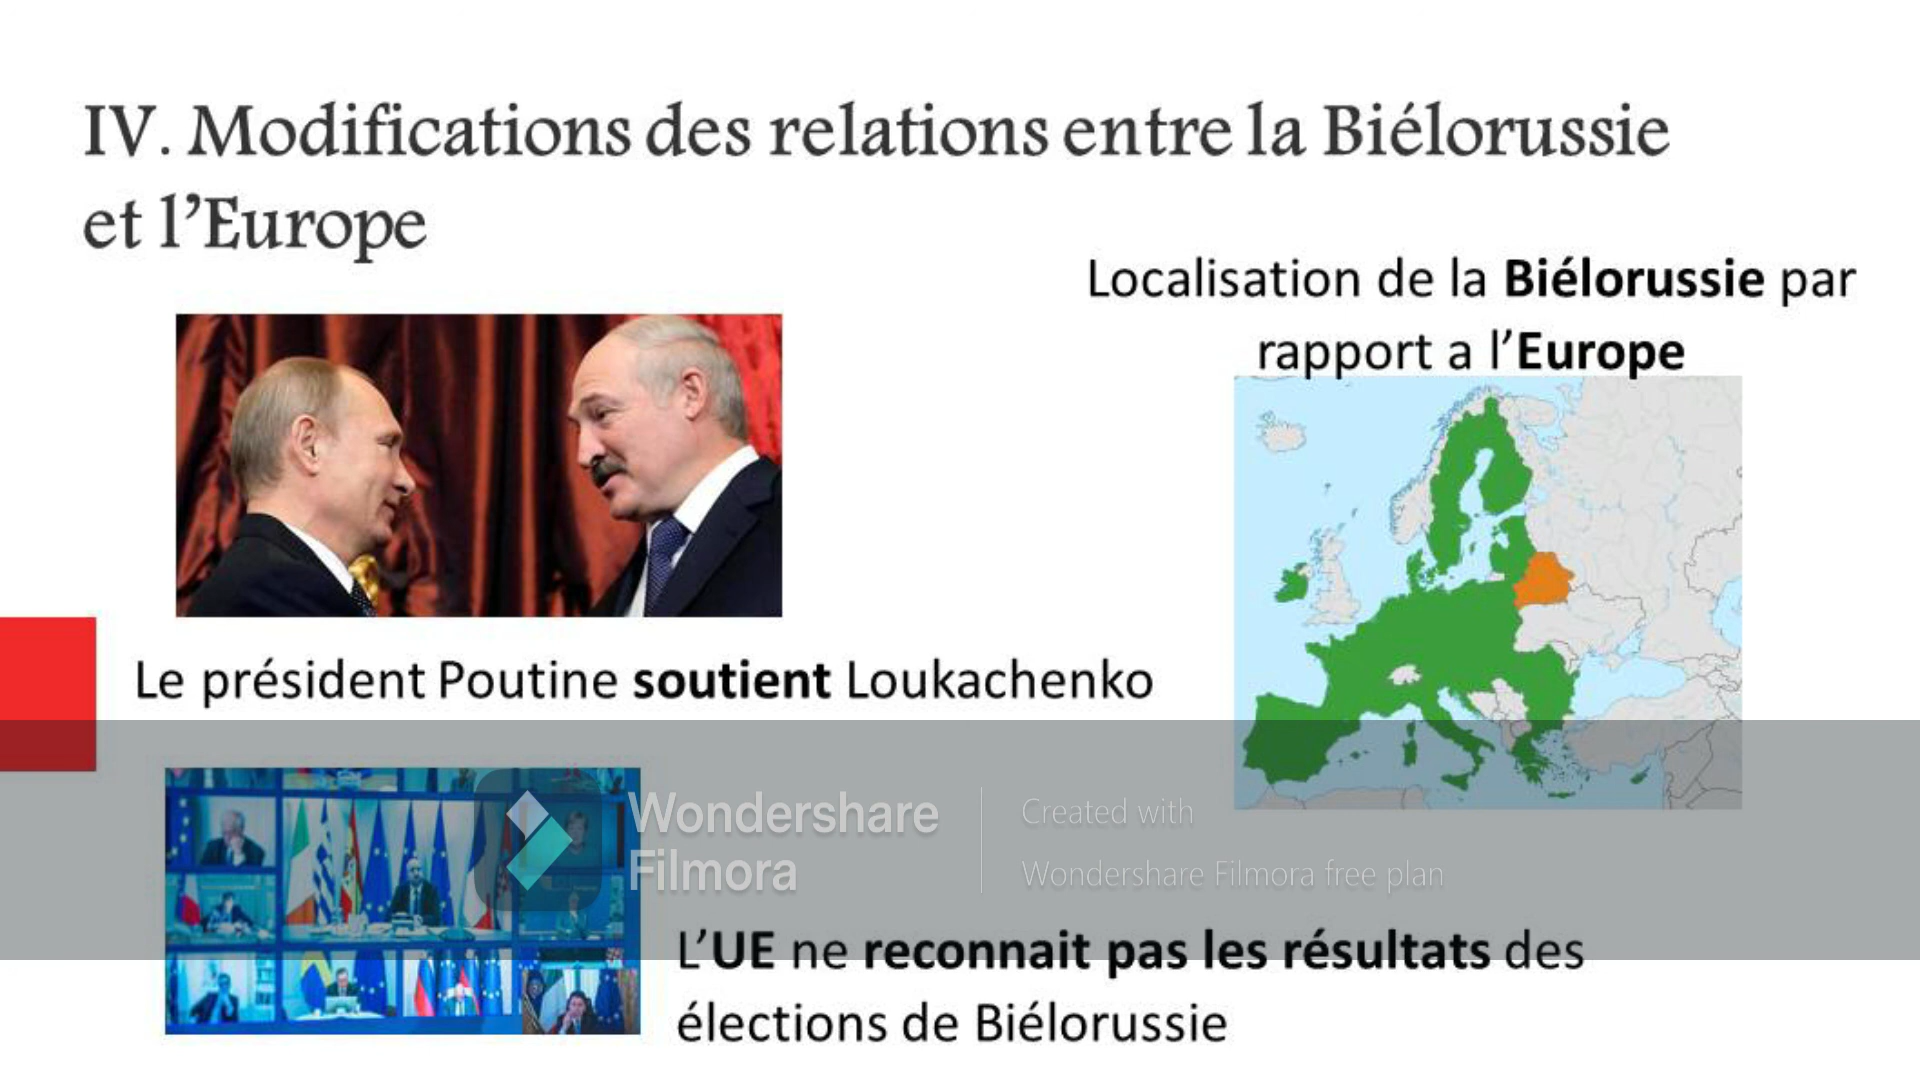 IV. Modifications des relations entre la Biélorussie
et l’Europe
Localisation de la Biélorussie par
rapport a l’Europe
Le président Poutine soutient Loukachenko
Wondershare
Filmora
Created with
Wondershare Filmora free plan
L’UE ne reconnait pas les résultats des
élections de Biélorussie